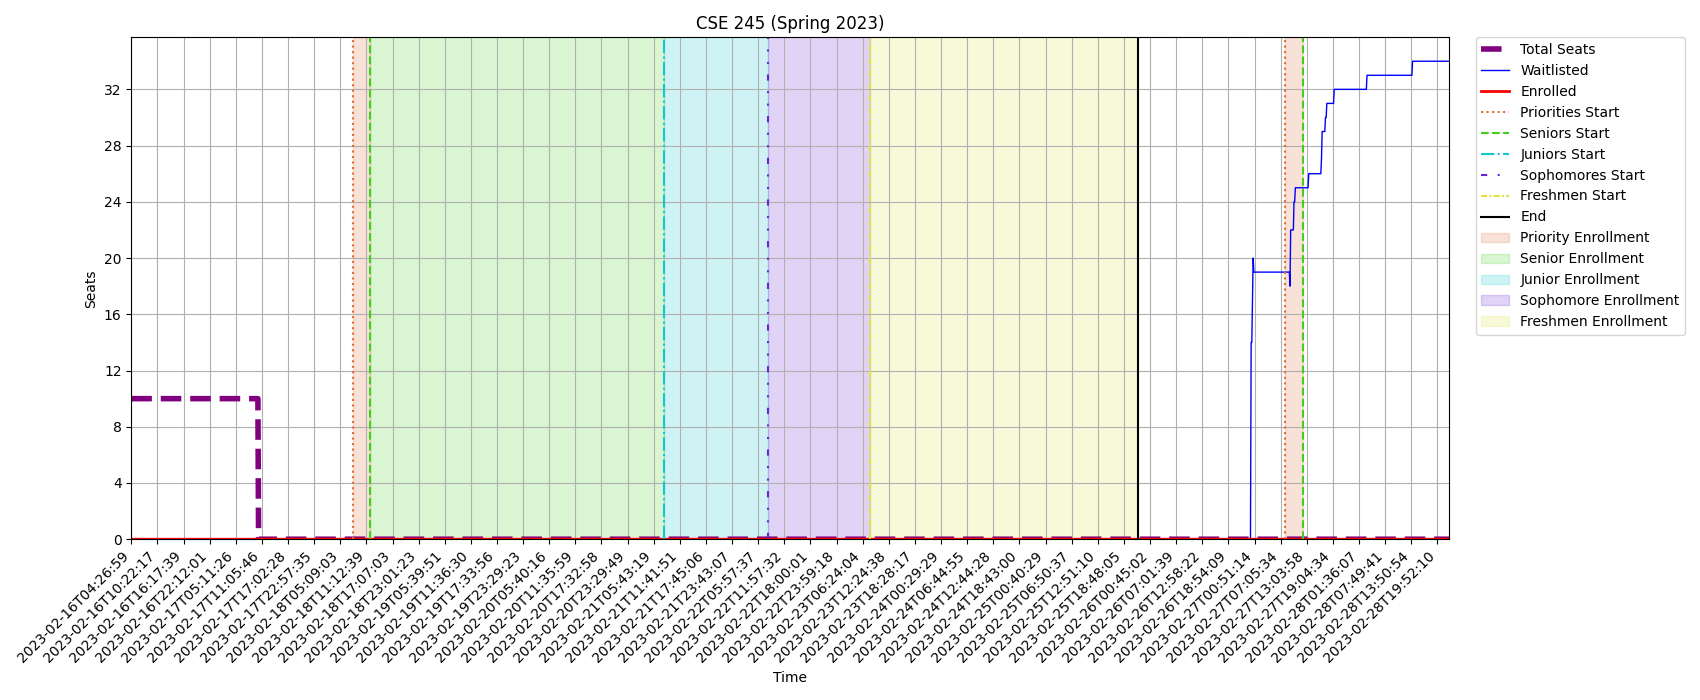 CSE 245 (Spring 2023)
Seats
32
28
24
20
16
12
8
4
0
2023-02-16T04:26:59
2023-02-16T10:22:17
2023-02-16T16:17:39
2023-02-16T22:12:01
2023-02-17T05:11:26
2023-02-17T11:05:46
2023-02-17T17:02:28
2023-02-17T22:57:35
2023-02-18T05:09:03
2023-02-18T11:12:39
2023-02-18T17:07:03
2023-02-18T23:01:23
2023-02-19T05:39:51
2023-02-19T11:36:30
2023-02-19T17:33:56
2023-02-19T23:29:23
2023-02-20T05:40:16
2023-02-20T11:35:59
2023-02-20T17:32:58
2023-02-20T23:29:49
2023-02-21T05:43:19
2023-02-21T11:41:51
2023-02-21T17:45:06
2023-02-21T23:43:07
2023-02-22T05:57:37
2023-02-22T11:57:32
2023-02-22T18:00:01
2023-02-22T23:59:18
2023-02-23T06:24:04
2023-02-23T12:24:38
2023-02-23T18:28:17
2023-02-24T00:29:29
2023-02-24T06:44:55
2023-02-24T12:44:28
2023-02-24T18:43:00
2023-02-25T00:40:29
2023-02-25T06:50:37
2023-02-25T12:51:10
2023-02-25T18:48:05
2023-02-26T00:45:02
2023-02-26T07:01:39
2023-02-26T12:58:22
2023-02-26T18:54:09
2023-02-27T00:51:14
2023-02-27T07:05:34
2023-02-27T13:03:58
2023-02-27T19:04:34
2023-02-28T01:36:07
2023-02-28T07:49:41
2023-02-28T13:50:54
2023-02-28T19:52:10
Time
Total Seats
Waitlisted
Enrolled
Priorities Start
Seniors Start
Juniors Start
Sophomores Start
Freshmen Start
End
Priority Enrollment
Senior Enrollment
Junior Enrollment
Sophomore Enrollment
Freshmen Enrollment